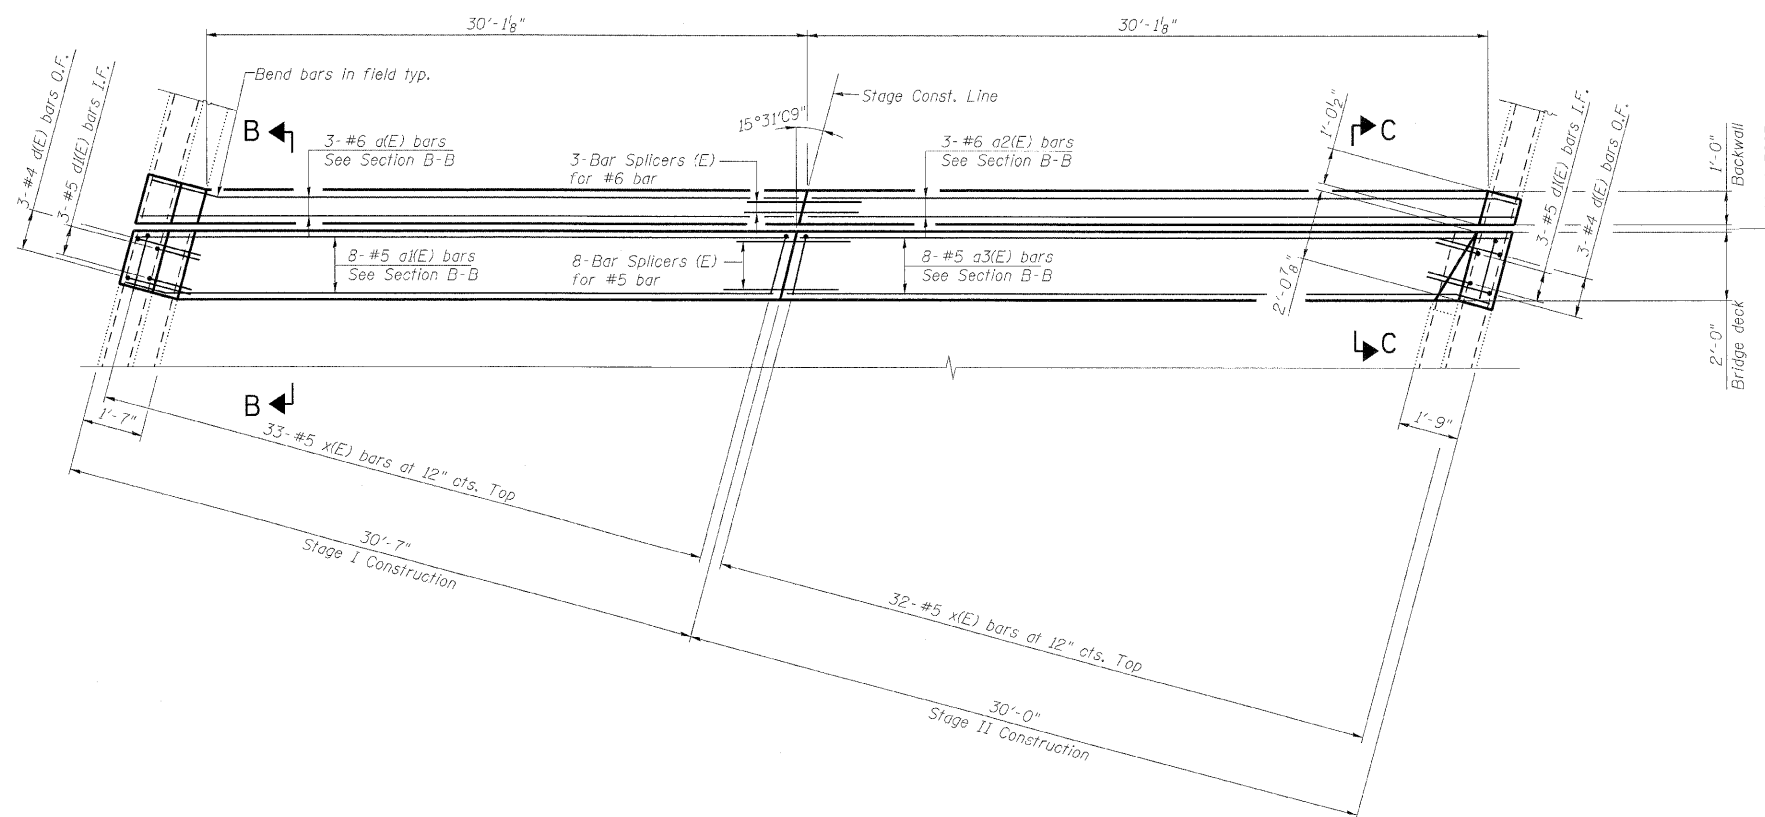 30'-1⅛"
30'-1⅛"
3-#4 d(E) bars O.F.
3-#5 d1(E) bars I.F.
Bend bars in field typ.
Stage Const. Line
15°31'09"
B
3-#6 a(E) bars
See Section B-B
3-Bar Splicers (E)
for #6 bar
3-#6 a2(E) bars
See Section B-B
1'-0½"
C
1'-0"
Backwall
3-#5 d1(E) bars I.F.
3-#4 d(E) bars O.F.
8-#5 a1(E) bars
See Section B-B
8-Bar Splicers (E)
for #5 bar
8-#5 a3(E) bars
See Section B-B
2'-0⅞"
2'-0"
Bridge deck
C
B
1'-7"
1'-9"
33-#5 x(E) bars at 12" cts. Top
30'-7"
Stage I Construction
32-#5 x(E) bars at 12" cts. Top
30'-0"
Stage II Construction